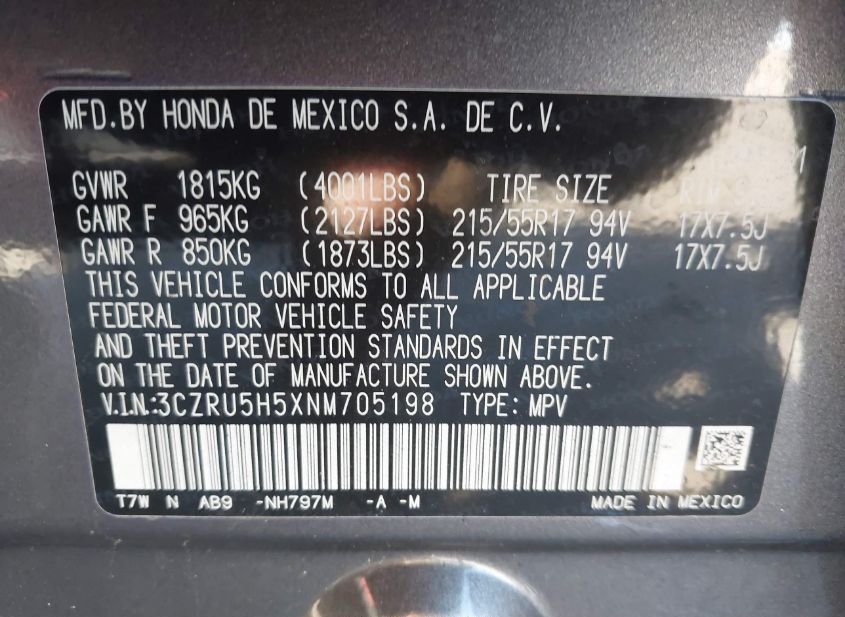 MFD.BY HONDA DE MEXICO S.A. DE C.V.
GVWR 1815KG (4001LBS) TIRE SIZE
GAWR F 965KG (2127LBS) 215/55R17 94V 17X7.5J
GAWR R 850KG (1873LBS) 215/55R17 94V 17X7.5J
THIS VEHICLE CONFORMS TO ALL APPLICABLE
FEDERAL MOTOR VEHICLE SAFETY
AND THEFT PREVENTION STANDARDS IN EFFECT
ON THE DATE OF MANUFACTURE SHOWN ABOVE.
V.I.N.:3CZRU5H5XNM705198 TYPE: MPV
T7W N AB9 -NH797M -A -M MADE IN MEXICO